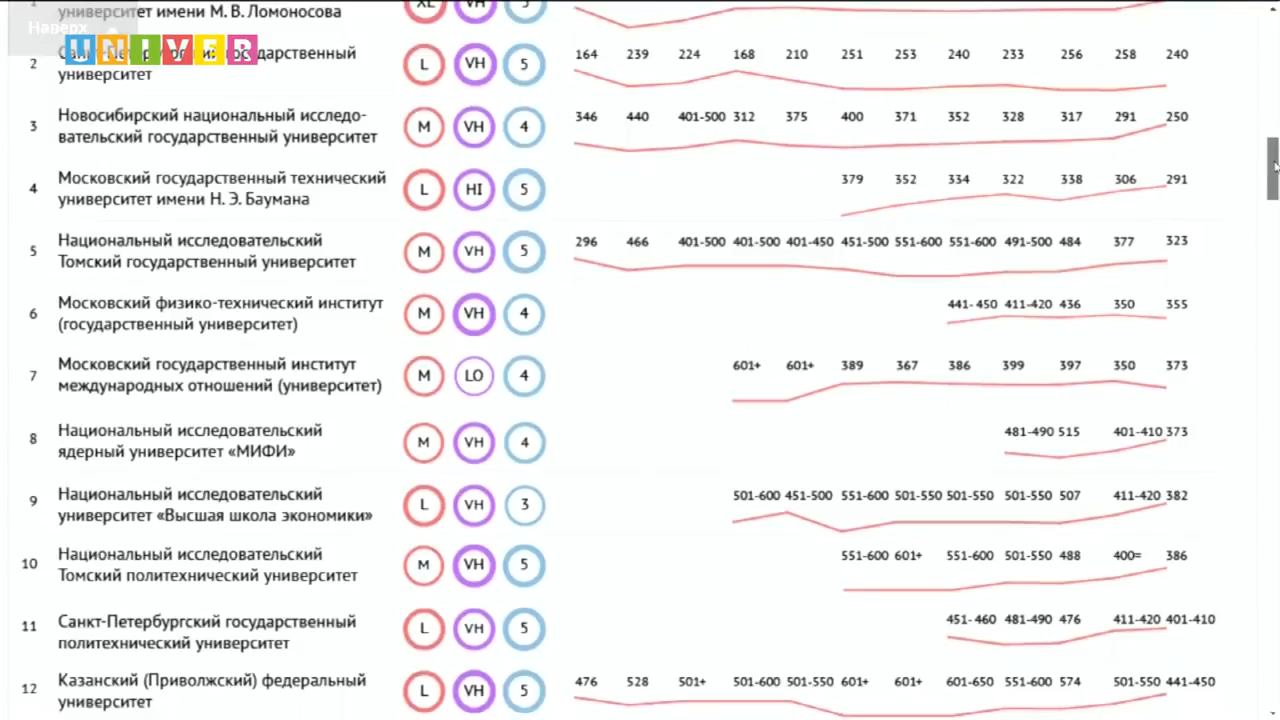 1
университет имени М. В. Ломоносова
XL VH 5
Наверх
UNIVER
2
Санкт-Петербургский государственный
университет
L VH 5
164 239 224 168 210 251 253 240 233 256 258 240
3
Новосибирский национальный исследо-
вательский государственный университет
M VH 4
346 440 401-500 312 375 400 371 352 328 317 291 250
4
Московский государственный технический
университет имени Н. Э. Баумана
L HI 5
379 352 334 322 338 306 291
5
Национальный исследовательский
Томский государственный университет
M VH 5
296 466 401-500 401-500 401-450 451-500 551-600 551-600 491-500 484 377 323
6
Московский физико-технический институт
(государственный университет)
M VH 4
441- 450 411-420 436 350 355
7
Московский государственный институт
международных отношений (университет)
M LO 4
601+ 601+ 389 367 386 399 397 350 373
8
Национальный исследовательский
ядерный университет «МИФИ»
M VH 4
481-490 515 401-410 373
9
Национальный исследовательский
университет «Высшая школа экономики»
L VH 3
501-600 451-500 551-600 501-550 501-550 501-550 507 411-420 382
10
Национальный исследовательский
Томский политехнический университет
M VH 5
551-600 601+ 551-600 501-550 488 400= 386
11
Санкт-Петербургский государственный
политехнический университет
L VH 5
451-460 481-490 476 411-420 401-410
12
Казанский (Приволжский) федеральный
университет
L VH 5
476 528 501+ 501-600 501-550 601+ 601+ 601-650 551-600 574 501-550 441-450